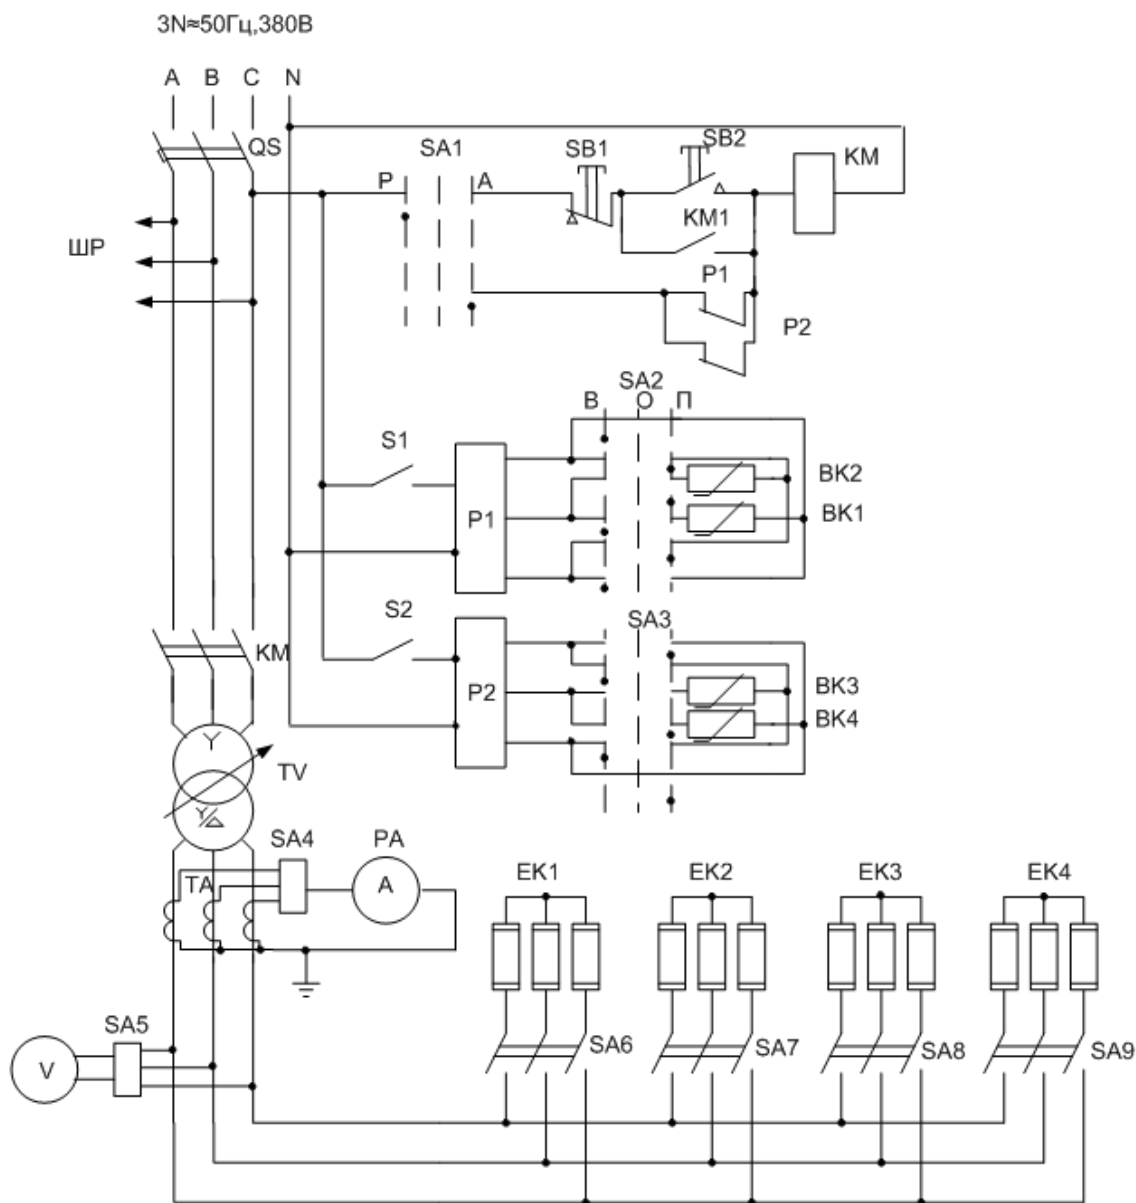 3N≈50Гц,380В
A B C N
QS
SA1
SB1
SB2
KM
P A
KM1
ШР
P1
P2
SA2
В О П
S1
BK2
P1
BK1
S2
SA3
KM
P2
BK3
BK4
TV
Y
Y/△
SA4
PA
TA
A
EK1
EK2
EK3
EK4
SA5
V
SA6
SA7
SA8
SA9